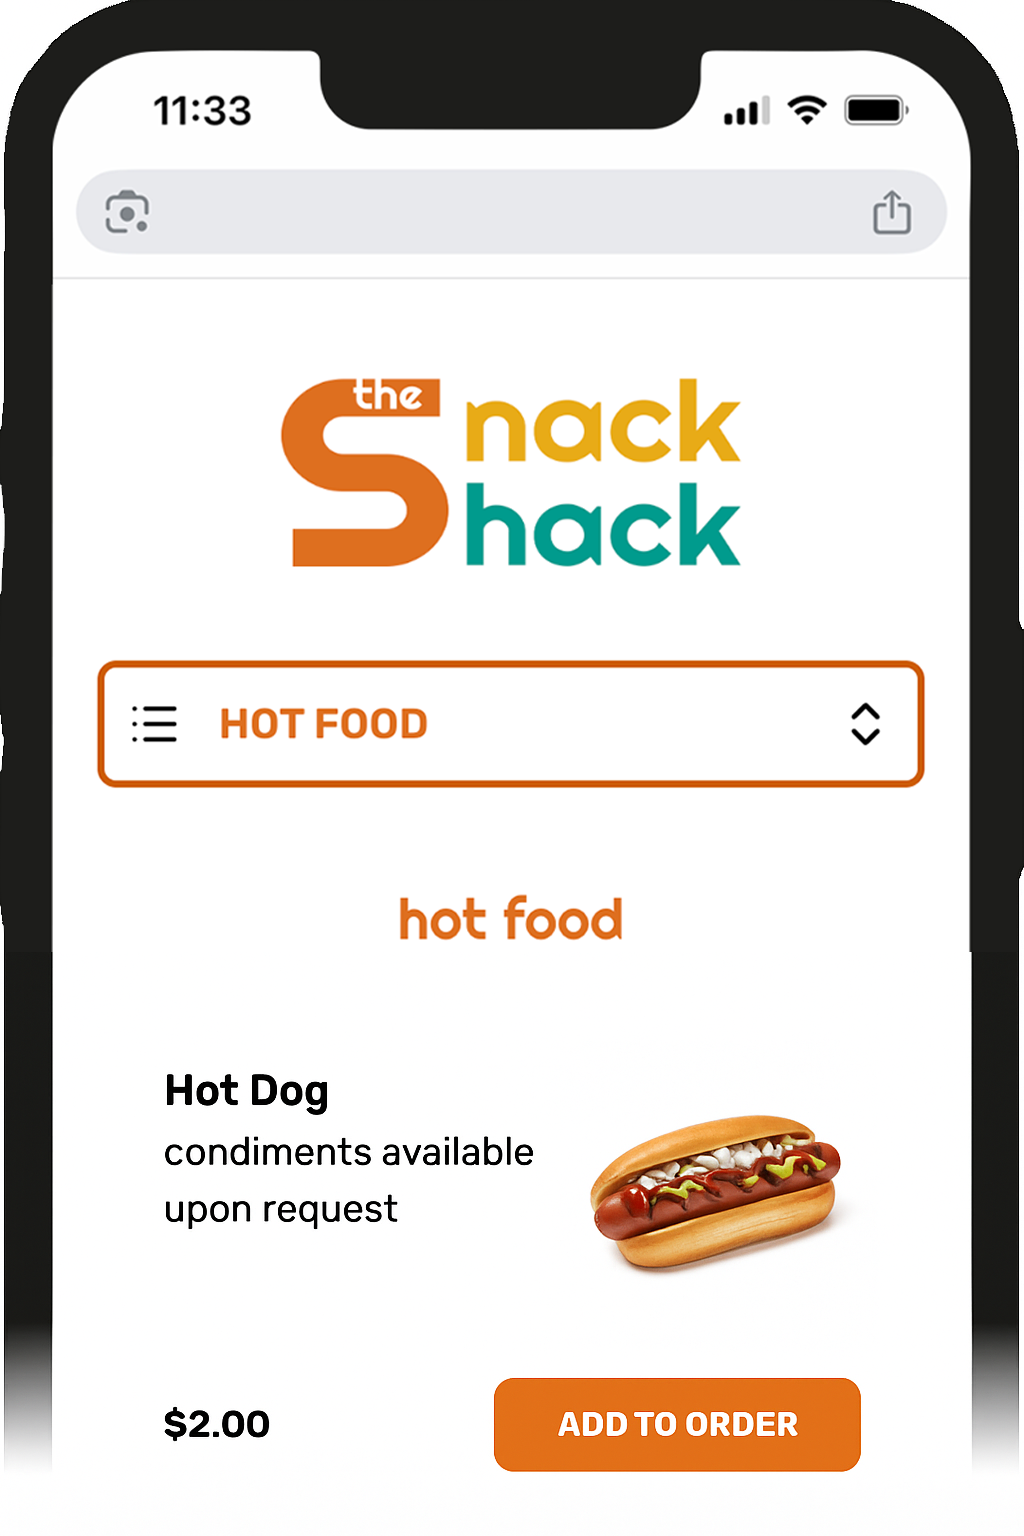 11:33
the
Snack
Shack
HOT FOOD
hot food
Hot Dog
condiments available
upon request
$2.00
ADD TO ORDER